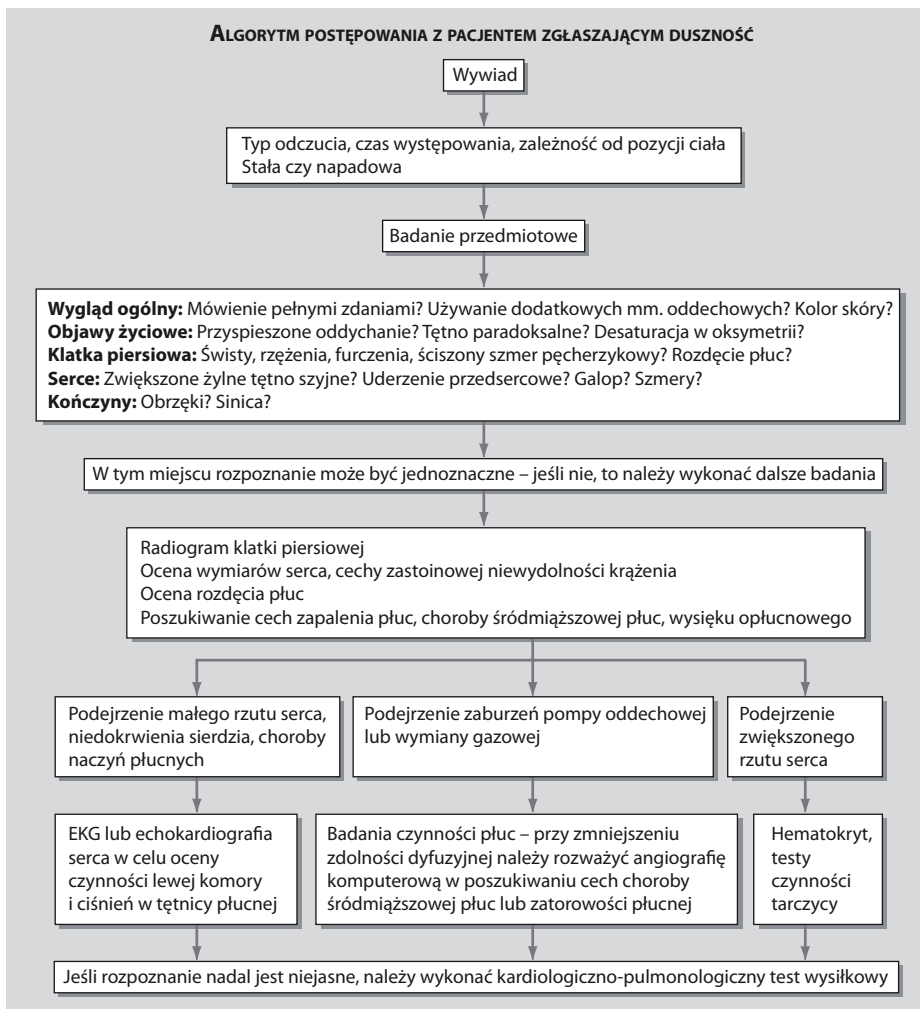 ALGORYTM POSTĘPOWANIA Z PACJENTEM ZGŁASZAJĄCYM DUSZNOŚĆ
Wywiad
Typ odczucia, czas występowania, zależność od pozycji ciała
Stała czy napadowa
Badanie przedmiotowe
Wygląd ogólny: Mówienie pełnymi zdaniami? Używanie dodatkowych mm. oddechowych? Kolor skóry?
Objawy życiowe: Przyspieszone oddychanie? Tętno paradoksalne? Desaturacja w oksymetrii?
Klatka piersiowa: Świsty, rzężenia, furczenia, ściszony szmer pęcherzykowy? Rozdęcie płuc?
Serce: Zwiększone żylne tętno szyjne? Uderzenie przedsercowe? Galop? Szmery?
Kończyny: Obrzęki? Sinica?
W tym miejscu rozpoznanie może być jednoznaczne – jeśli nie, to należy wykonać dalsze badania
Radiogram klatki piersiowej
Ocena wymiarów serca, cechy zastoinowej niewydolności krążenia
Ocena rozdęcia płuc
Poszukiwanie cech zapalenia płuc, choroby śródmiąższowej płuc, wysięku opłucnowego
Podejrzenie małego rzutu serca,
niedokrwienia sierdzia, choroby
naczyń płucnych
Podejrzenie zaburzeń pompy oddechowej
lub wymiany gazowej
Podejrzenie
zwiększonego
rzutu serca
EKG lub echokardiografia
serca w celu oceny
czynności lewej komory
i ciśnień w tętnicy płucnej
Badania czynności płuc – przy zmniejszeniu
zdolności dyfuzyjnej należy rozważyć angiografię
komputerową w poszukiwaniu cech choroby
śródmiąższowej płuc lub zatorowości płucnej
Hematokryt,
testy
czynności
tarczycy
Jeśli rozpoznanie nadal jest niejasne, należy wykonać kardiologiczno-pulmonologiczny test wysiłkowy